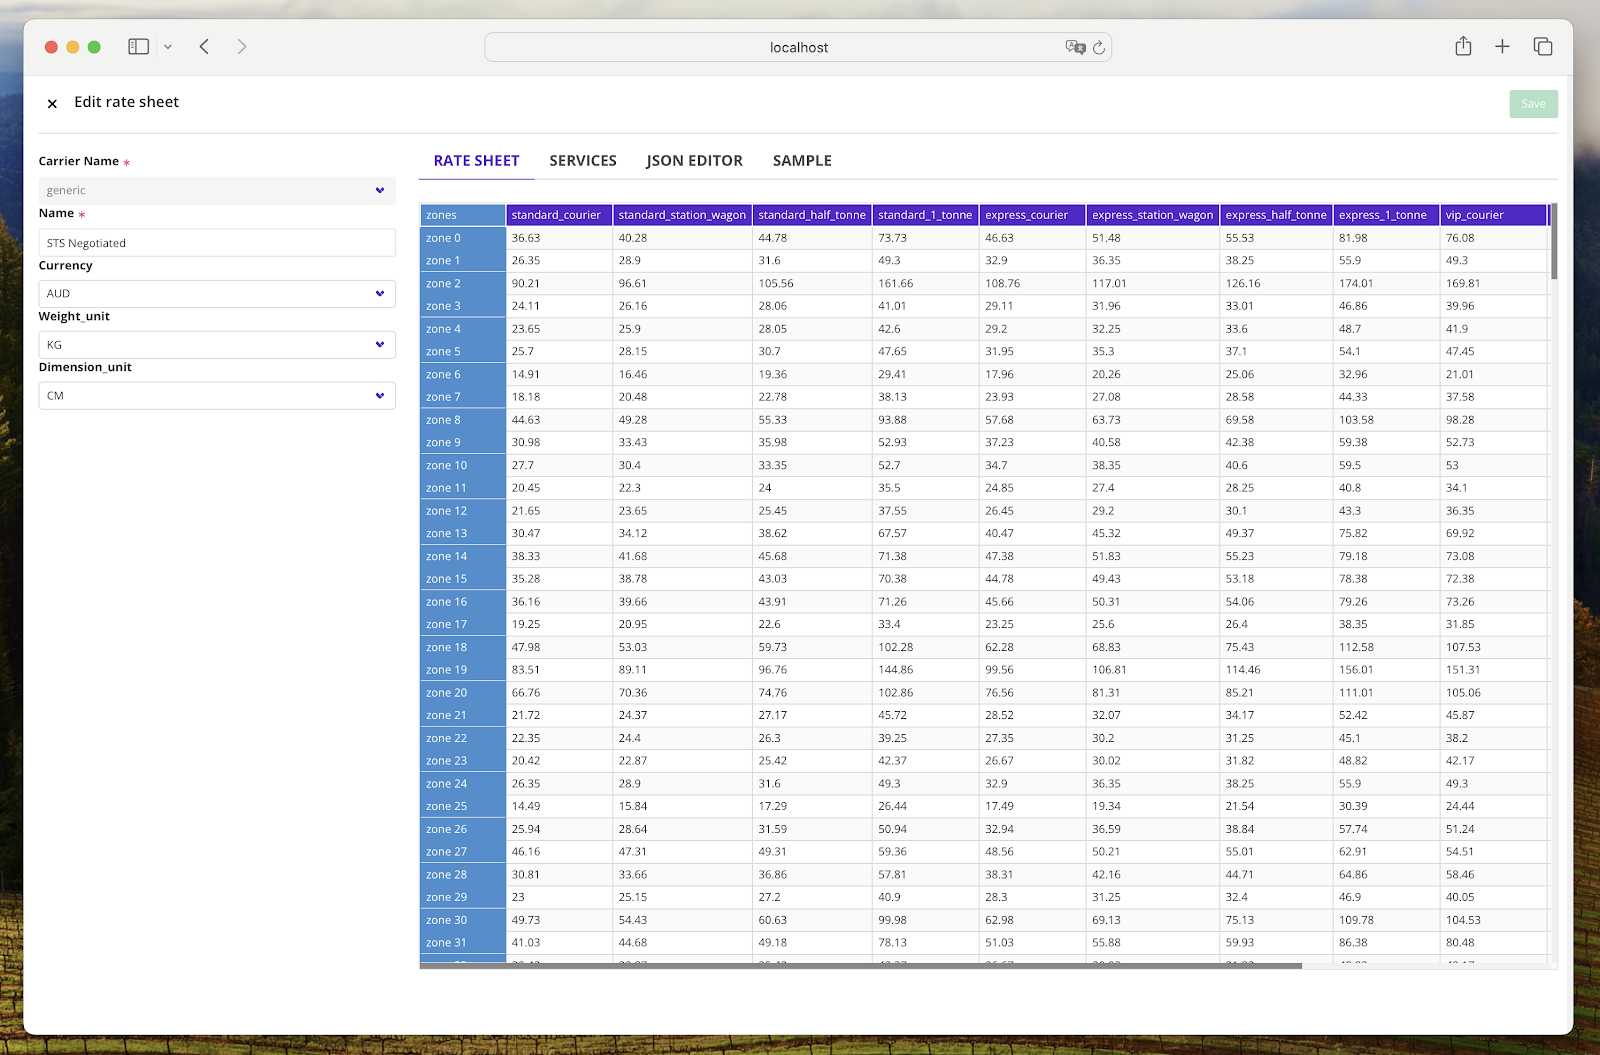 localhost
Edit rate sheet
Save
Carrier Name *
generic
Name *
STS Negotiated
Currency
AUD
Weight_unit
KG
Dimension_unit
CM
RATE SHEET SERVICES JSON EDITOR SAMPLE
zones standard_courier standard_station_wagon standard_half_tonne standard_1_tonne express_courier express_station_wagon express_half_tonne express_1_tonne vip_courier
zone 0 36.63 40.28 44.78 73.73 46.63 51.48 55.53 81.98 76.08
zone 1 26.35 28.9 31.6 49.3 32.9 36.35 38.25 55.9 49.3
zone 2 90.21 96.61 105.56 161.66 108.76 117.01 126.16 174.01 169.81
zone 3 24.11 26.16 28.06 41.01 29.11 31.96 33.01 46.86 39.96
zone 4 23.65 25.9 28.05 42.6 29.2 32.25 33.6 48.7 41.9
zone 5 25.7 28.15 30.7 47.65 31.95 35.3 37.1 54.1 47.45
zone 6 14.91 16.46 19.36 29.41 17.96 20.26 25.06 32.96 21.01
zone 7 18.18 20.48 22.78 38.13 23.93 27.08 28.58 44.33 37.58
zone 8 44.63 49.28 55.33 93.88 57.68 63.73 69.58 103.58 98.28
zone 9 30.98 33.43 35.98 52.93 37.23 40.58 42.38 59.38 52.73
zone 10 27.7 30.4 33.35 52.7 34.7 38.35 40.6 59.5 53
zone 11 20.45 22.3 24 35.5 24.85 27.4 28.25 40.8 34.1
zone 12 21.65 23.65 25.45 37.55 26.45 29.2 30.1 43.3 36.35
zone 13 30.47 34.12 38.62 67.57 40.47 45.32 49.37 75.82 69.92
zone 14 38.33 41.68 45.68 71.38 47.38 51.83 55.23 79.18 73.08
zone 15 35.28 38.78 43.03 70.38 44.78 49.43 53.18 78.38 72.38
zone 16 36.16 39.66 43.91 71.26 45.66 50.31 54.06 79.26 73.26
zone 17 19.25 20.95 22.6 33.4 23.25 25.6 26.4 38.35 31.85
zone 18 47.98 53.03 59.73 102.28 62.28 68.83 75.43 112.58 107.53
zone 19 83.51 89.11 96.76 144.86 99.56 106.81 114.46 156.01 151.31
zone 20 66.76 70.36 74.76 102.86 76.56 81.31 85.21 111.01 105.06
zone 21 21.72 24.37 27.17 45.72 28.52 32.07 34.17 52.42 45.87
zone 22 22.35 24.4 26.3 39.25 27.35 30.2 31.25 45.1 38.2
zone 23 20.42 22.87 25.42 42.37 26.67 30.02 31.82 48.82 42.17
zone 24 26.35 28.9 31.6 49.3 32.9 36.35 38.25 55.9 49.3
zone 25 14.49 15.84 17.29 26.44 17.49 19.34 21.54 30.39 24.44
zone 26 25.94 28.64 31.59 50.94 32.94 36.59 38.84 57.74 51.24
zone 27 46.16 47.31 49.31 59.36 48.56 50.21 55.01 62.91 54.51
zone 28 30.81 33.66 36.86 57.81 38.31 42.16 44.71 64.86 58.46
zone 29 23 25.15 27.2 40.9 28.3 31.25 32.4 46.9 40.05
zone 30 49.73 54.43 60.63 99.98 62.98 69.13 75.13 109.78 104.53
zone 31 41.03 44.68 49.18 78.13 51.03 55.88 59.93 86.38 80.48